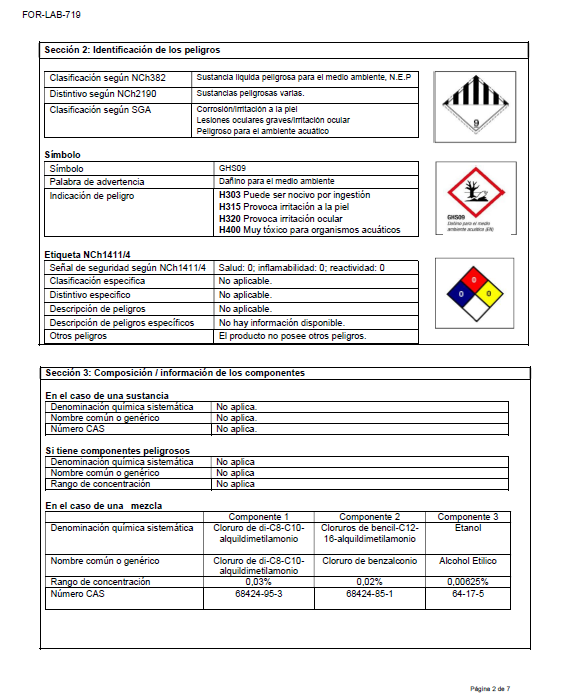 FOR-LAB-719
Sección 2: Identificación de los peligros
Clasificación según NCh382 Sustancia líquida peligrosa para el medio ambiente, N.E.P
Distintivo según NCh2190 Sustancias peligrosas varias.
Clasificación según SGA Corrosión/irritación a la piel
Lesiones oculares graves/irritación ocular
Peligroso para el ambiente acuático
9
Símbolo
Símbolo GHS09
Palabra de advertencia Dañino para el medio ambiente
Indicación de peligro H303 Puede ser nocivo por ingestión
H315 Provoca irritación a la piel
H320 Provoca irritación ocular
H400 Muy tóxico para organismos acuáticos
GHS09
Dañino para el medio
ambiente acuático (EN)
Etiqueta NCh1411/4
Señal de seguridad según NCh1411/4 Salud: 0; inflamabilidad: 0; reactividad: 0
Clasificación especifica No aplicable.
Distintivo especifico No aplicable.
Descripción de peligros No aplicable.
Descripción de peligros específicos No hay información disponible.
Otros peligros El producto no posee otros peligros.
0
0 0
Sección 3: Composición / información de los componentes
En el caso de una sustancia
Denominación química sistemática No aplica.
Nombre común o genérico No aplica.
Número CAS No aplica.
Si tiene componentes peligrosos
Denominación química sistemática No aplica
Nombre común o genérico No aplica
Rango de concentración No aplica
En el caso de una mezcla
Componente 1 Componente 2 Componente 3
Denominación química sistemática Cloruro de di-C8-C10- Cloruros de bencil-C12- Etanol
alquildimetilamonio 16-alquildimetilamonio
Nombre común o genérico Cloruro de di-C8-C10- Cloruro de benzalconio Alcohol Etílico
alquildimetilamonio
Rango de concentración 0,03% 0,02% 0,00625%
Número CAS 68424-95-3 68424-85-1 64-17-5
Página 2 de 7